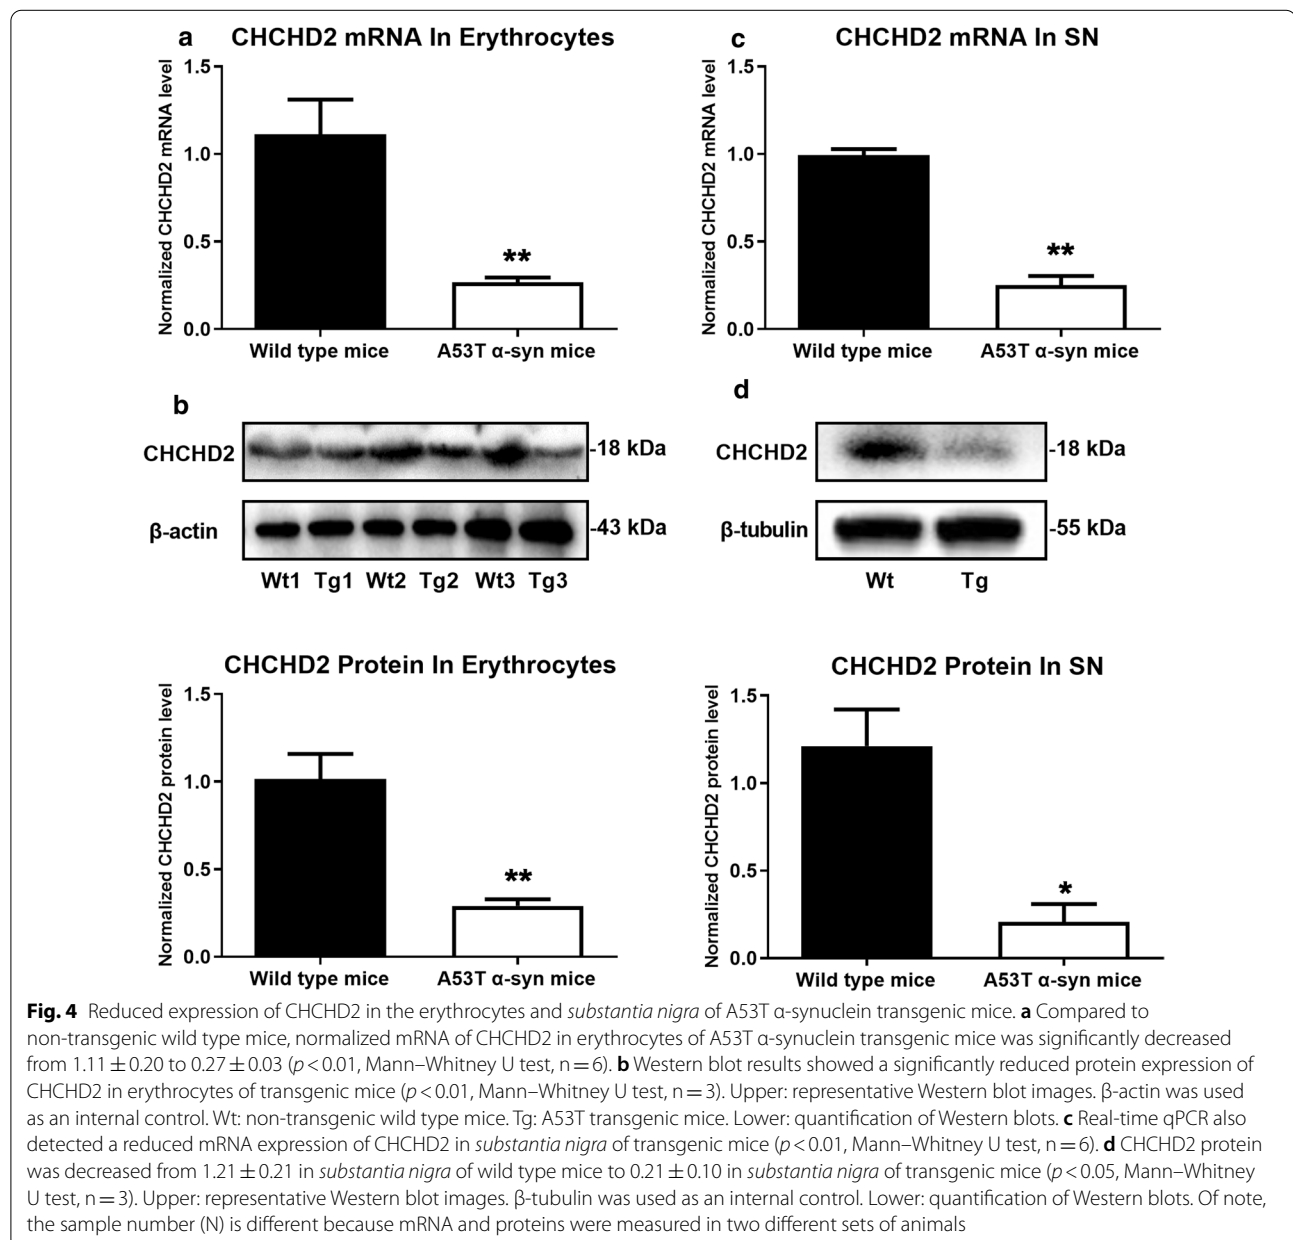 a
CHCHD2 mRNA In Erythrocytes
Normalized CHCHD2 mRNA level
1.5
1.0
0.5
0.0
**
Wild type mice
A53T α-syn mice
c
CHCHD2 mRNA In SN
Normalized CHCHD2 mRNA level
1.5
1.0
0.5
0.0
**
Wild type mice
A53T α-syn mice
b
CHCHD2
-18 kDa
β-actin
-43 kDa
Wt1 Tg1 Wt2 Tg2 Wt3 Tg3
d
CHCHD2
-18 kDa
β-tubulin
-55 kDa
Wt Tg
CHCHD2 Protein In Erythrocytes
Normalized CHCHD2 protein level
1.5
1.0
0.5
0.0
**
Wild type mice
A53T α-syn mice
CHCHD2 Protein In SN
Normalized CHCHD2 protein level
1.5
1.0
0.5
0.0
*
Wild type mice
A53T α-syn mice
Fig. 4 Reduced expression of CHCHD2 in the erythrocytes and substantia nigra of A53T α-synuclein transgenic mice. a Compared to
non-transgenic wild type mice, normalized mRNA of CHCHD2 in erythrocytes of A53T α-synuclein transgenic mice was significantly decreased
from 1.11 ± 0.20 to 0.27 ± 0.03 (p < 0.01, Mann–Whitney U test, n = 6). b Western blot results showed a significantly reduced protein expression of
CHCHD2 in erythrocytes of transgenic mice (p < 0.01, Mann–Whitney U test, n = 3). Upper: representative Western blot images. β-actin was used
as an internal control. Wt: non-transgenic wild type mice. Tg: A53T transgenic mice. Lower: quantification of Western blots. c Real-time qPCR also
detected a reduced mRNA expression of CHCHD2 in substantia nigra of transgenic mice (p < 0.01, Mann–Whitney U test, n = 6). d CHCHD2 protein
was decreased from 1.21 ± 0.21 in substantia nigra of wild type mice to 0.21 ± 0.10 in substantia nigra of transgenic mice (p < 0.05, Mann–Whitney
U test, n = 3). Upper: representative Western blot images. β-tubulin was used as an internal control. Lower: quantification of Western blots. Of note,
the sample number (N) is different because mRNA and proteins were measured in two different sets of animals